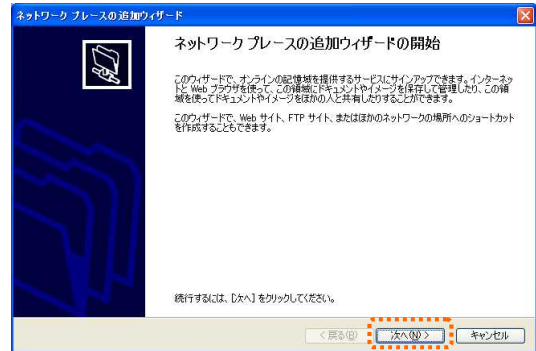 ネットワーク プレースの追加ウィザード
ネットワーク プレースの追加ウィザードの開始
このウィザードで、オンラインの記憶域を提供するサービスにサインアップできます。インターネッ
トと Web ブラウザを使って、この領域にドキュメントやイメージを保存して管理したり、この領
域を使ってドキュメントやイメージをほかの人と共有したりすることができます。
このウィザードで、Web サイト、FTP サイト、またはほかのネットワークの場所へのショートカット
を作成することもできます。
続行するには、[次へ] をクリックしてください。
< 戻る(B)
次へ(N) >
キャンセル